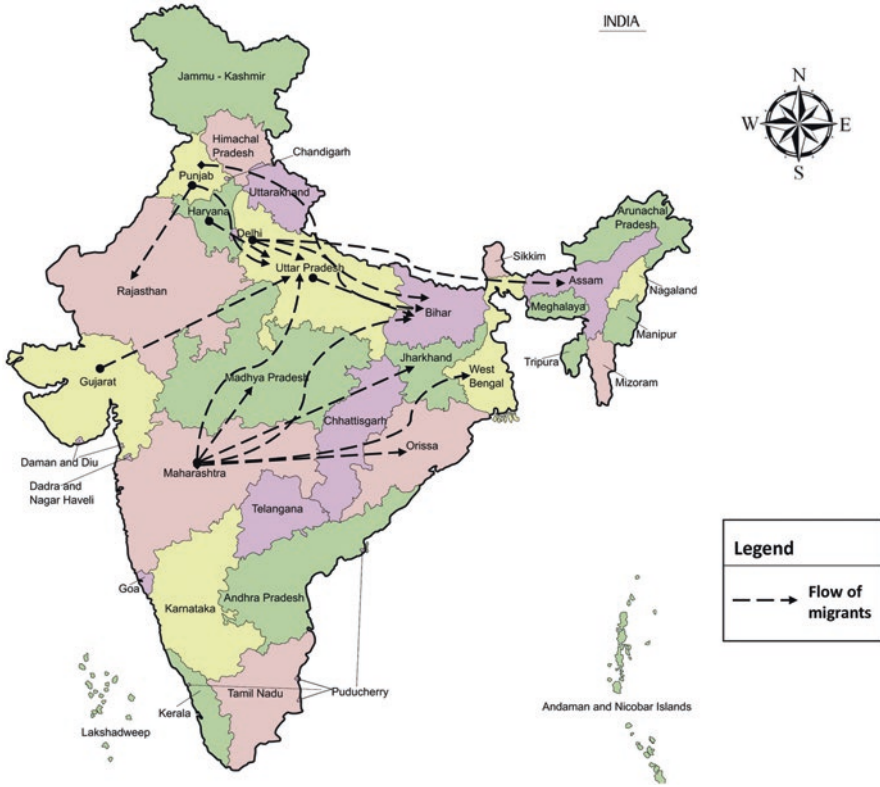 INDIA
N
W
E
S
Jammu - Kashmir
Himachal
Pradesh
Chandigarh
Punjab
Uttarakhand
Haryana
Delhi
Arunachal
Pradesh
Sikkim
Uttar Pradesh
Assam
Rajasthan
Nagaland
Meghalaya
Bihar
Manipur
Jharkhand
Tripura
West
Bengal
Gujarat
Madhya Pradesh
Mizoram
Chhattisgarh
Orissa
Daman and Diu
Maharashtra
Dadra and
Nagar Haveli
Telangana
Legend
Flow of
migrants
Goa
Karnataka
Andhra Pradesh
Tamil Nadu
Puducherry
Kerala
Lakshadweep
Andaman and Nicobar Islands